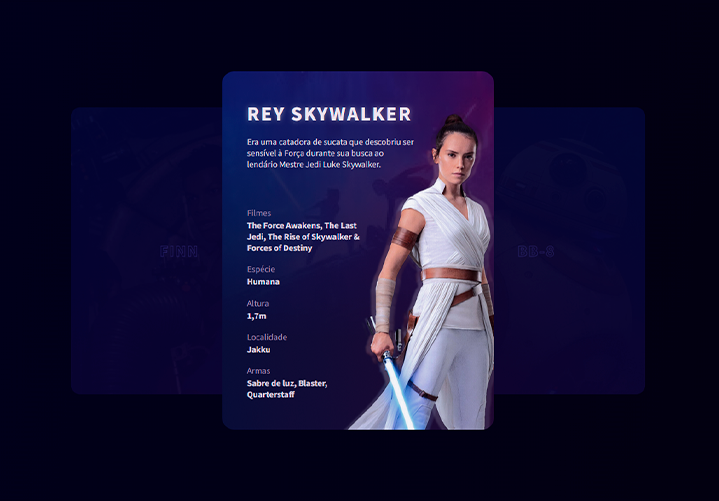 REY SKYWALKER
Era uma catadora de sucata que descobriu ser
sensível à Força durante sua busca ao
lendário Mestre Jedi Luke Skywalker.
Filmes
The Force Awakens, The Last
Jedi, The Rise of Skywalker &
Forces of Destiny
Espécie
Humana
Altura
1,7m
Localidade
Jakku
Armas
Sabre de luz, Blaster,
Quarterstaff
FINN
BB-8